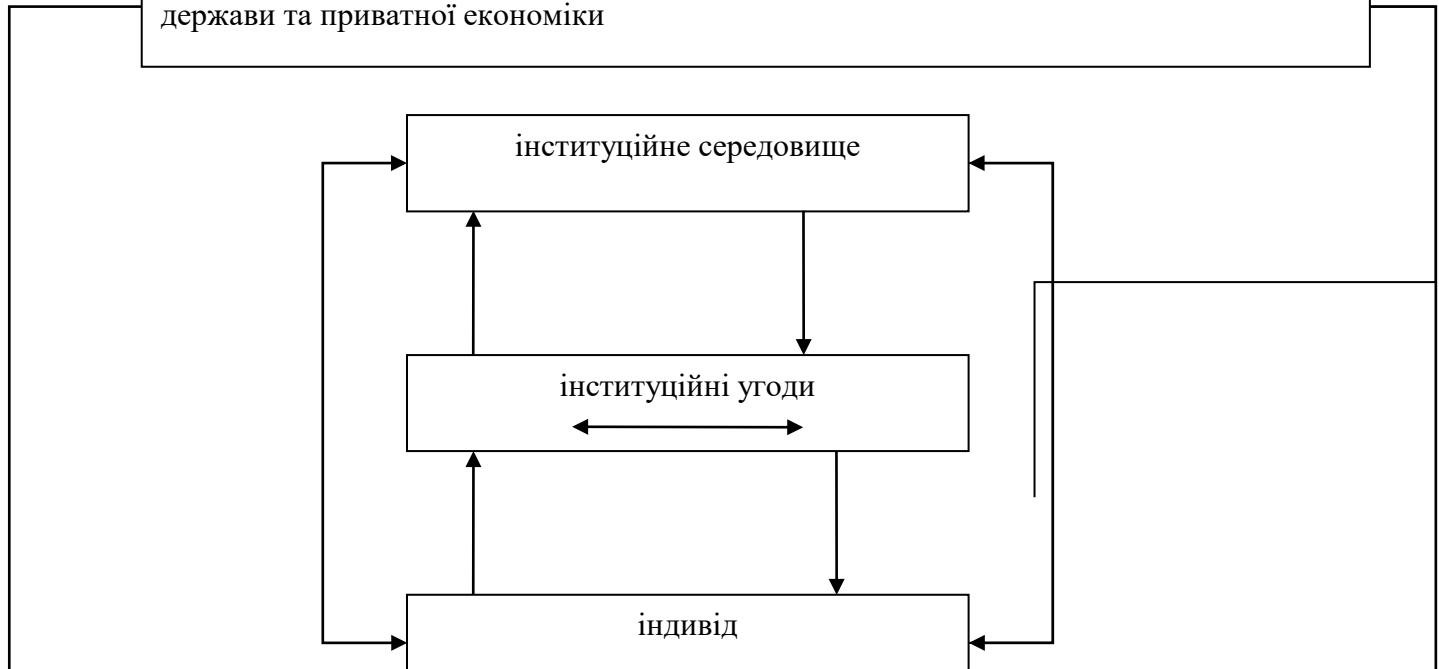 держави та приватної економіки
інституційне середовище
інституційні угоди
індивід